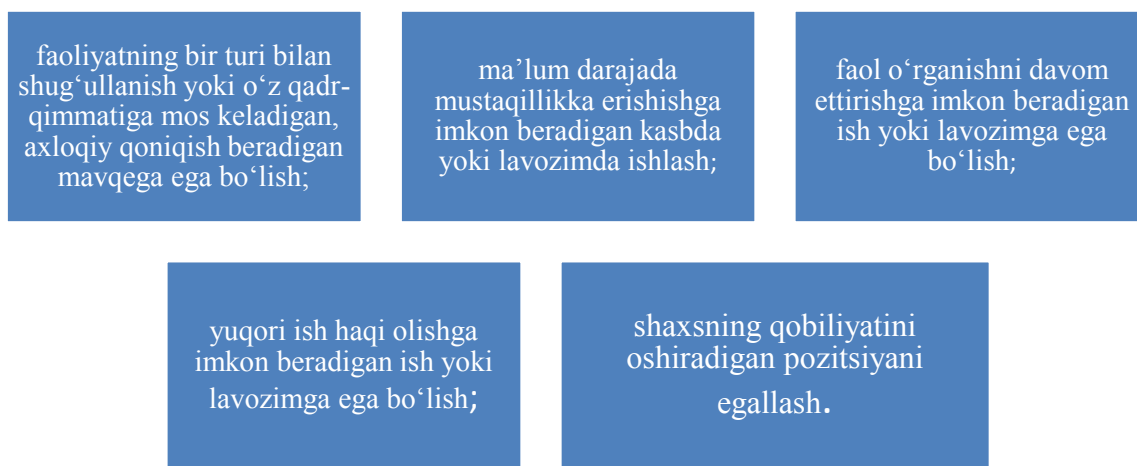 faoliyatning bir turi bilan
shug‘ullanish yoki o‘z qadr-
qimmatiga mos keladigan,
axloqiy qoniqish beradigan
mavqega ega bo‘lish;
ma’lum darajada
mustaqillikka erishishga
imkon beradigan kasbda
yoki lavozimda ishlash;
faol o‘rganishni davom
ettirishga imkon beradigan
ish yoki lavozimga ega
bo‘lish;
yuqori ish haqi olishga
imkon beradigan ish yoki
lavozimga ega bo‘lish;
shaxsning qobiliyatini
oshiradigan pozitsiyani
egallash.